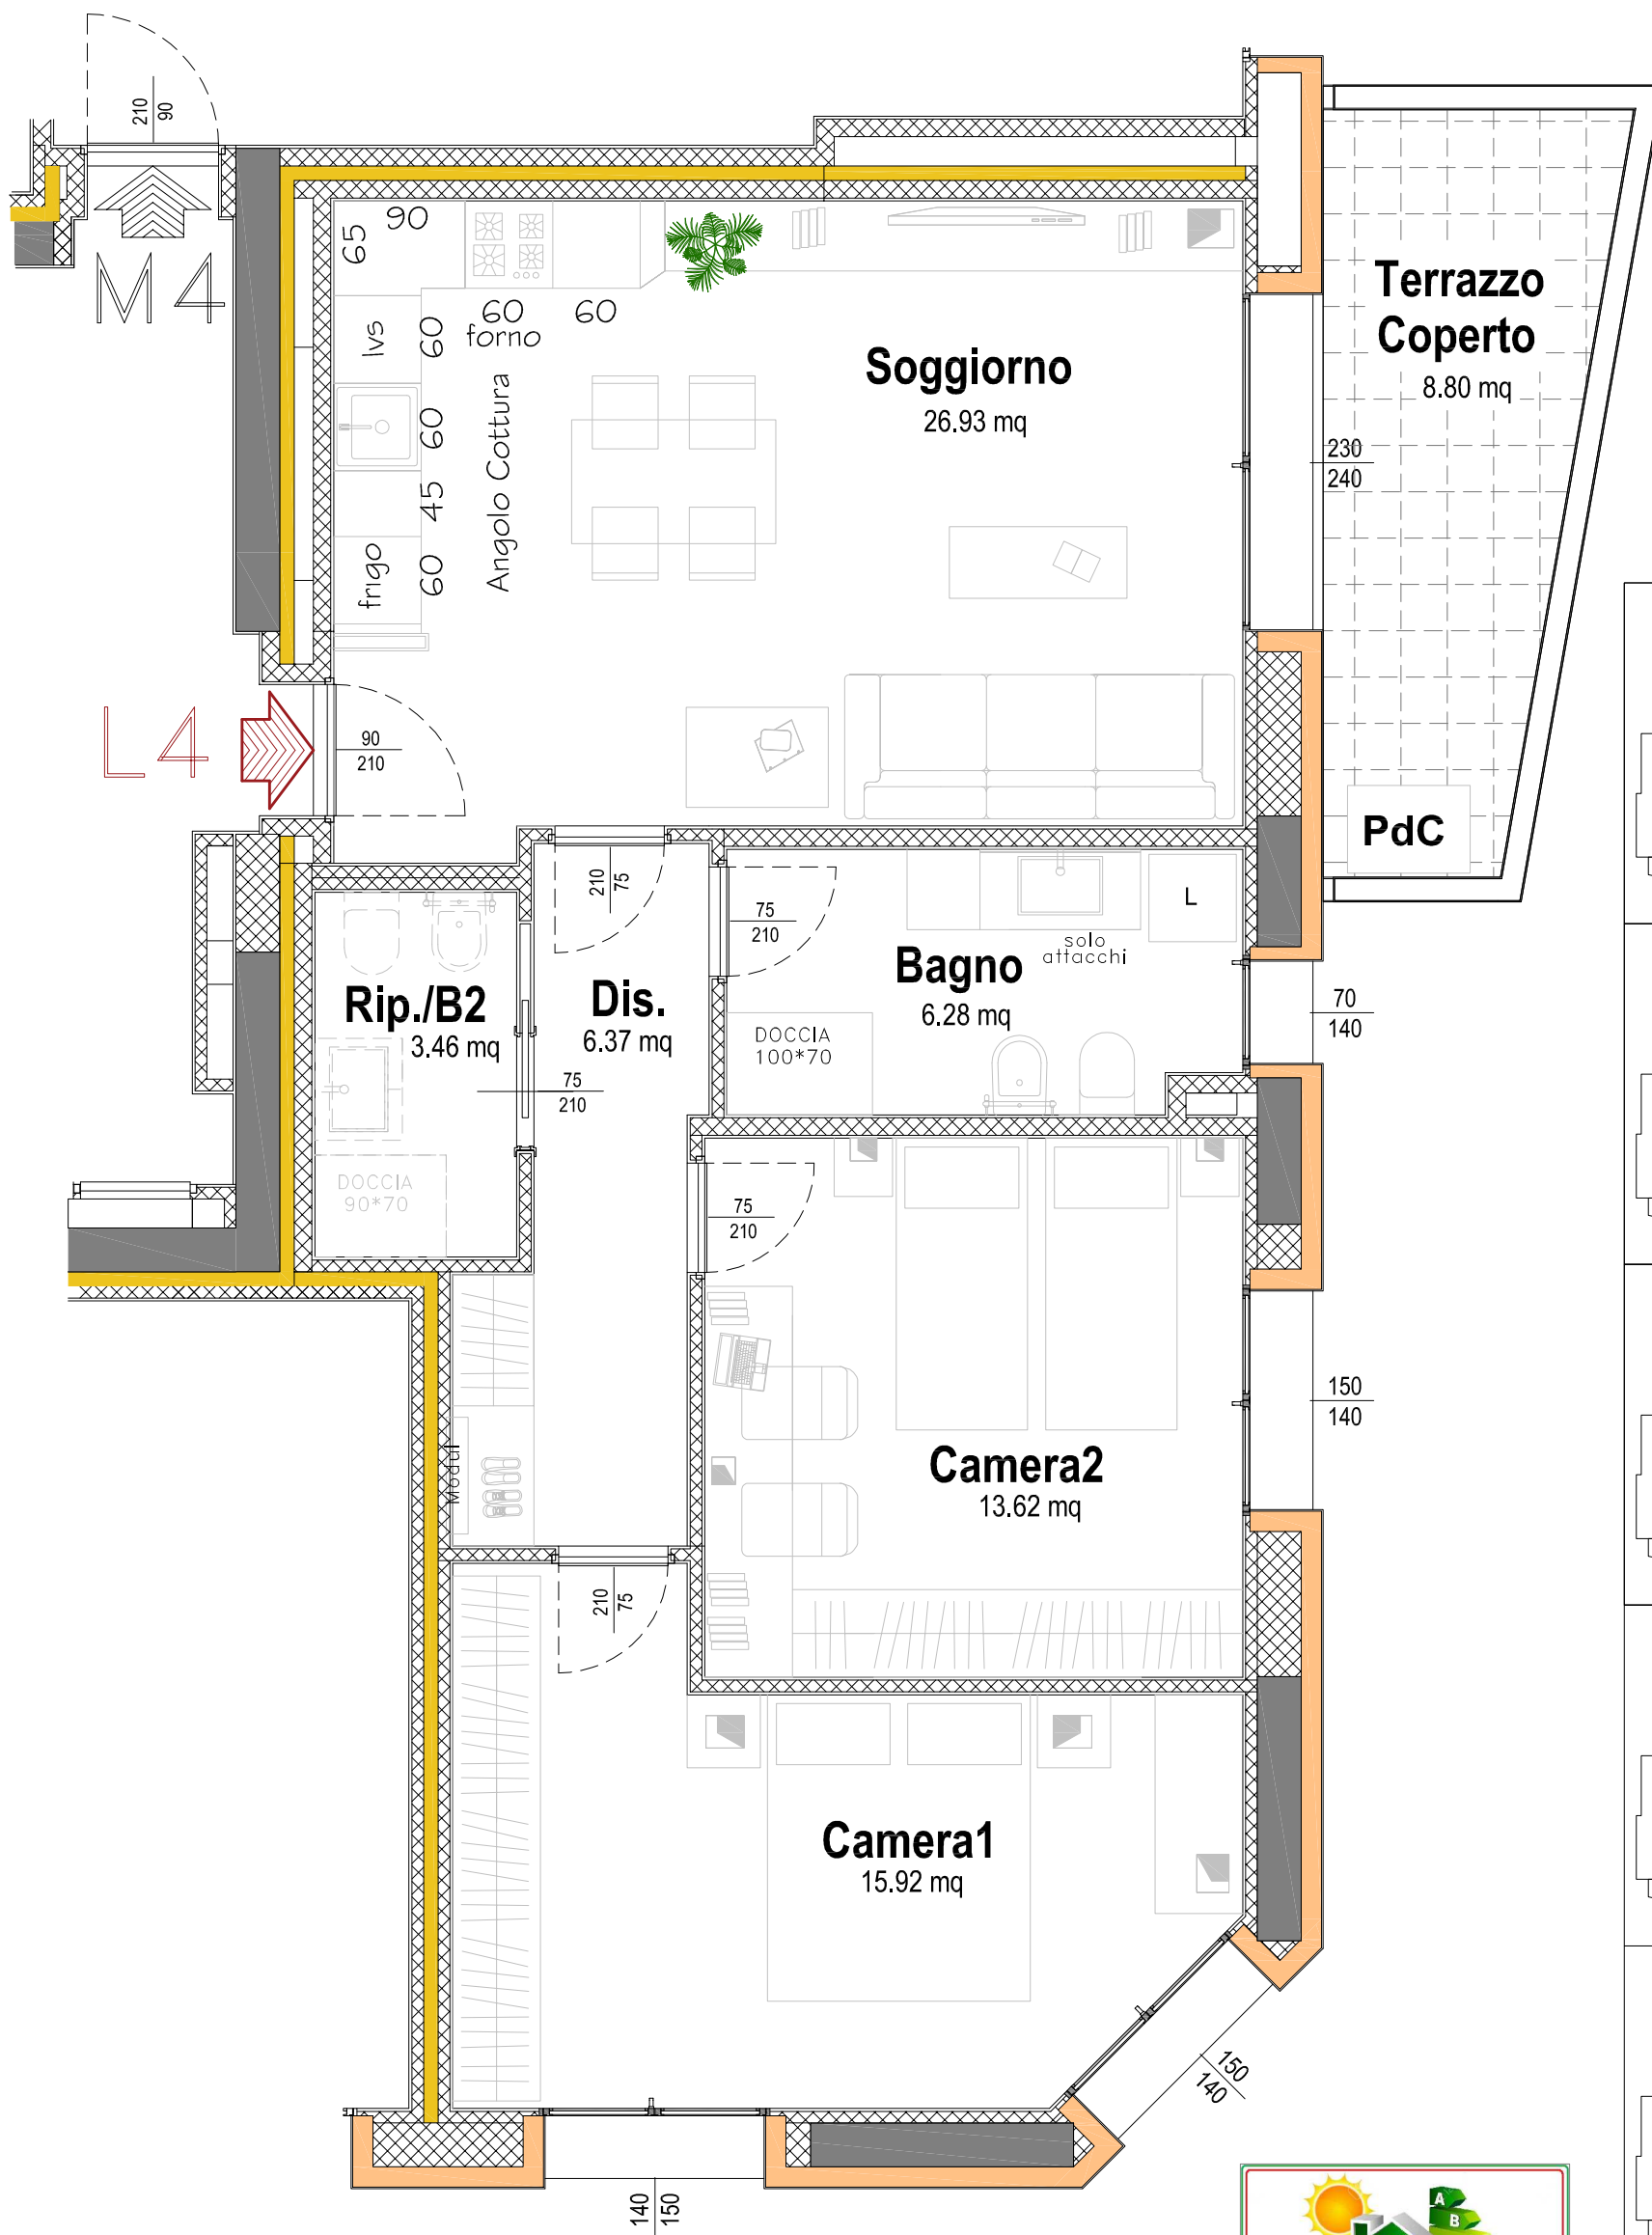 210
90
M4
90
65
60
forno
60
lvs
60
60
45
60
frigo
Angolo Cottura
Soggiorno
26.93 mq
Terrazzo
Coperto
8.80 mq
230
240
L4
90
210
PdC
210
75
75
210
L
solo
attacchi
Bagno
6.28 mq
Rip./B2
3.46 mq
Dis.
6.37 mq
DOCCIA
100*70
70
140
75
210
DOCCIA
90*70
75
210
150
140
Modul
Camera2
13.62 mq
210
75
Camera1
15.92 mq
150
140
140
150
A
B